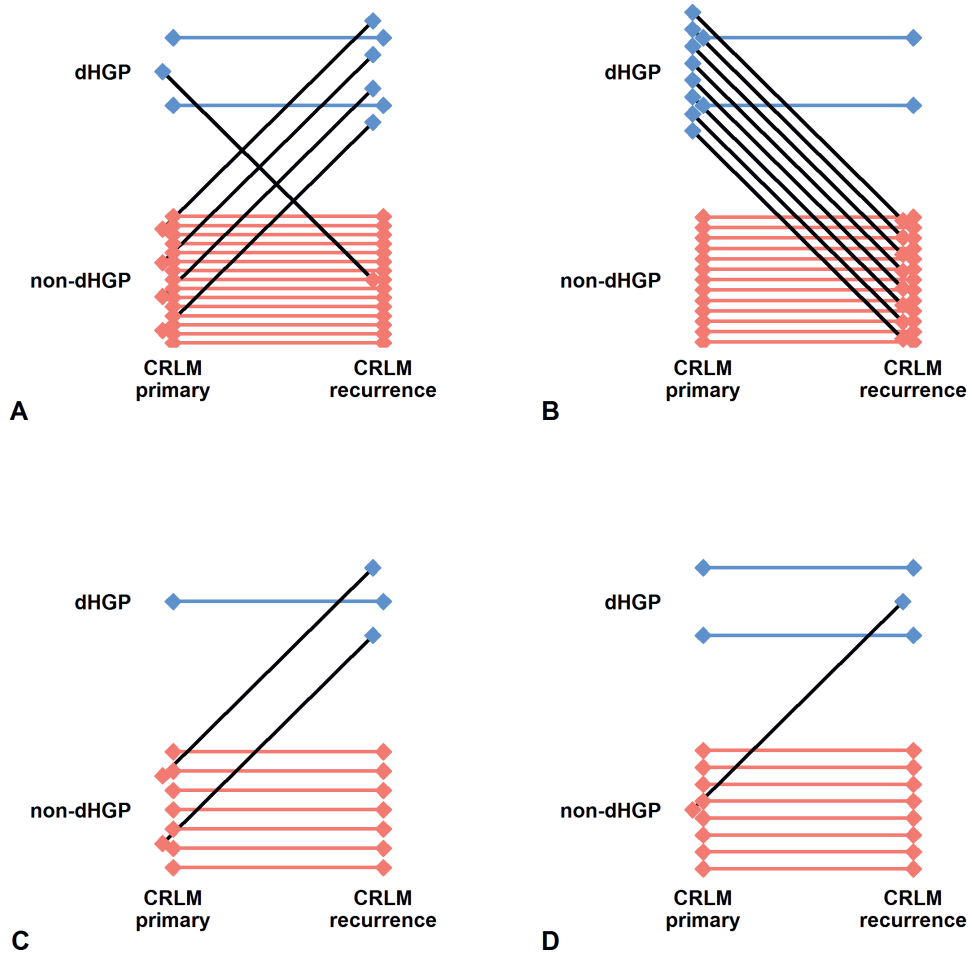 dHGP
non-dHGP
CRLM
primary
CRLM
recurrence
A
dHGP
non-dHGP
CRLM
primary
CRLM
recurrence
B
dHGP
non-dHGP
CRLM
primary
CRLM
recurrence
C
dHGP
non-dHGP
CRLM
primary
CRLM
recurrence
D